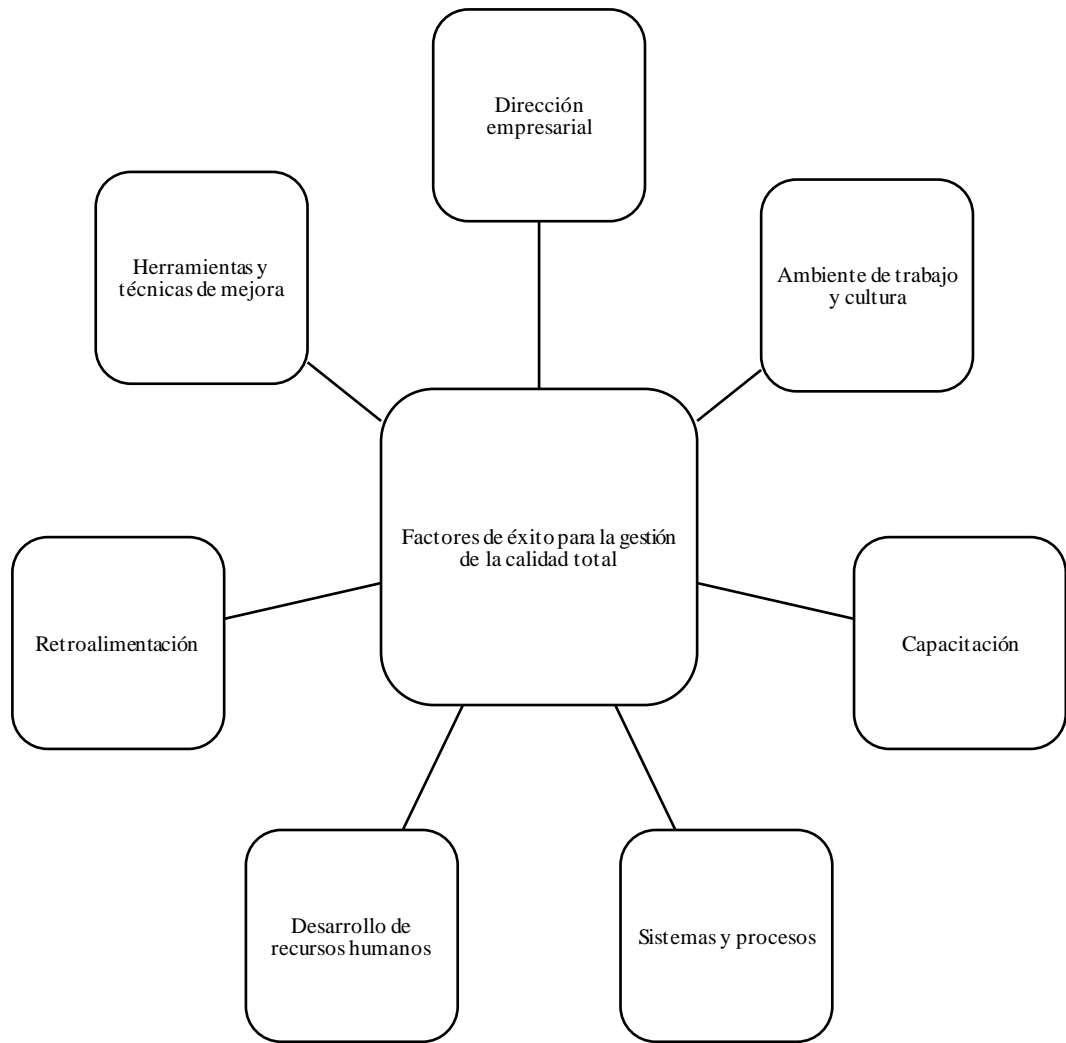 Dirección
empresarial
Herramientas y
técnicas de mejora
Ambiente de trabajo
y cultura
Factores de éxito para la gestión
de la calidad total
Retroalimentación
Capacitación
Desarrollo de
recursos humanos
Sistemas y procesos